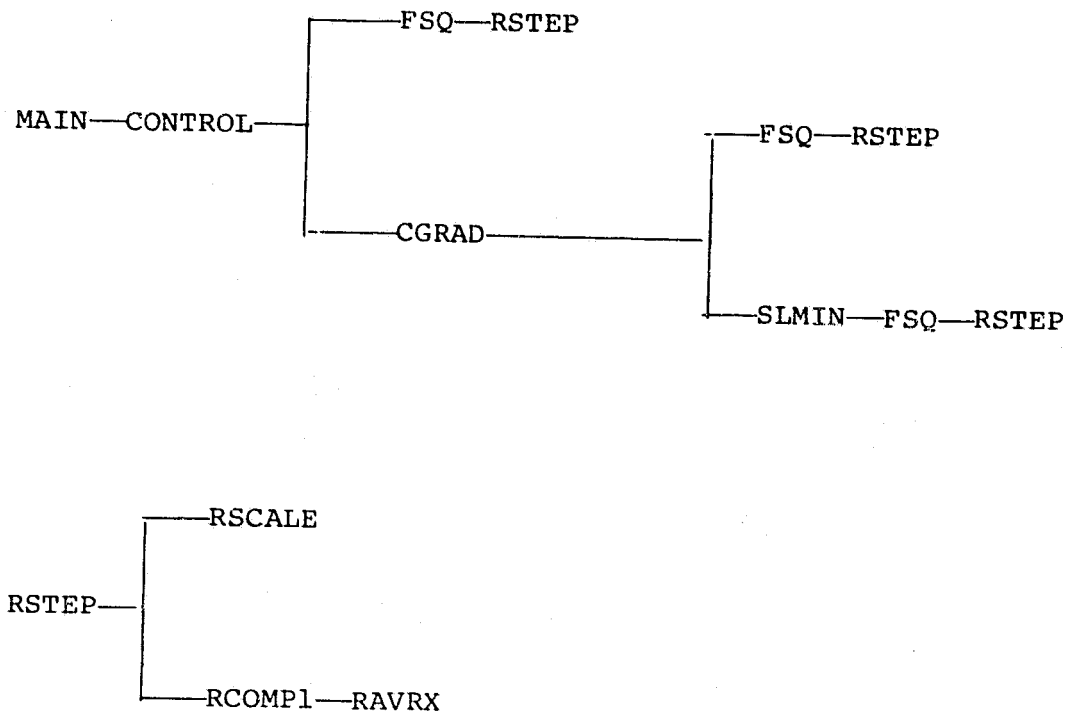 FSQ—RSTEP
MAIN—CONTROL
FSQ—RSTEP
CGRAD
SLMIN—FSQ—RSTEP
RSCALE
RSTEP
RCOMP1—RAVRX